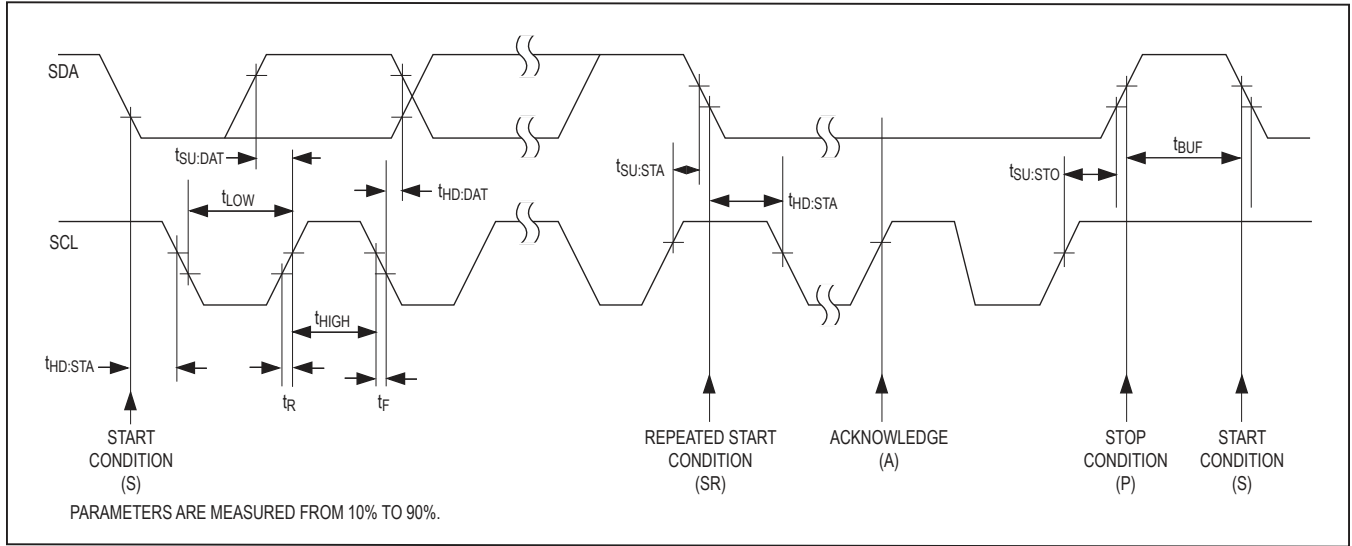 SDA
tSU:DAT
tHD:DAT
tLOW
tSU:STA
tHD:STA
tSU:STO
tBUF
SCL
tHIGH
tHD:STA
tR
tF
START
CONDITION
(S)
REPEATED START
CONDITION
(SR)
ACKNOWLEDGE
(A)
STOP
CONDITION
(P)
START
CONDITION
(S)
PARAMETERS ARE MEASURED FROM 10% TO 90%.